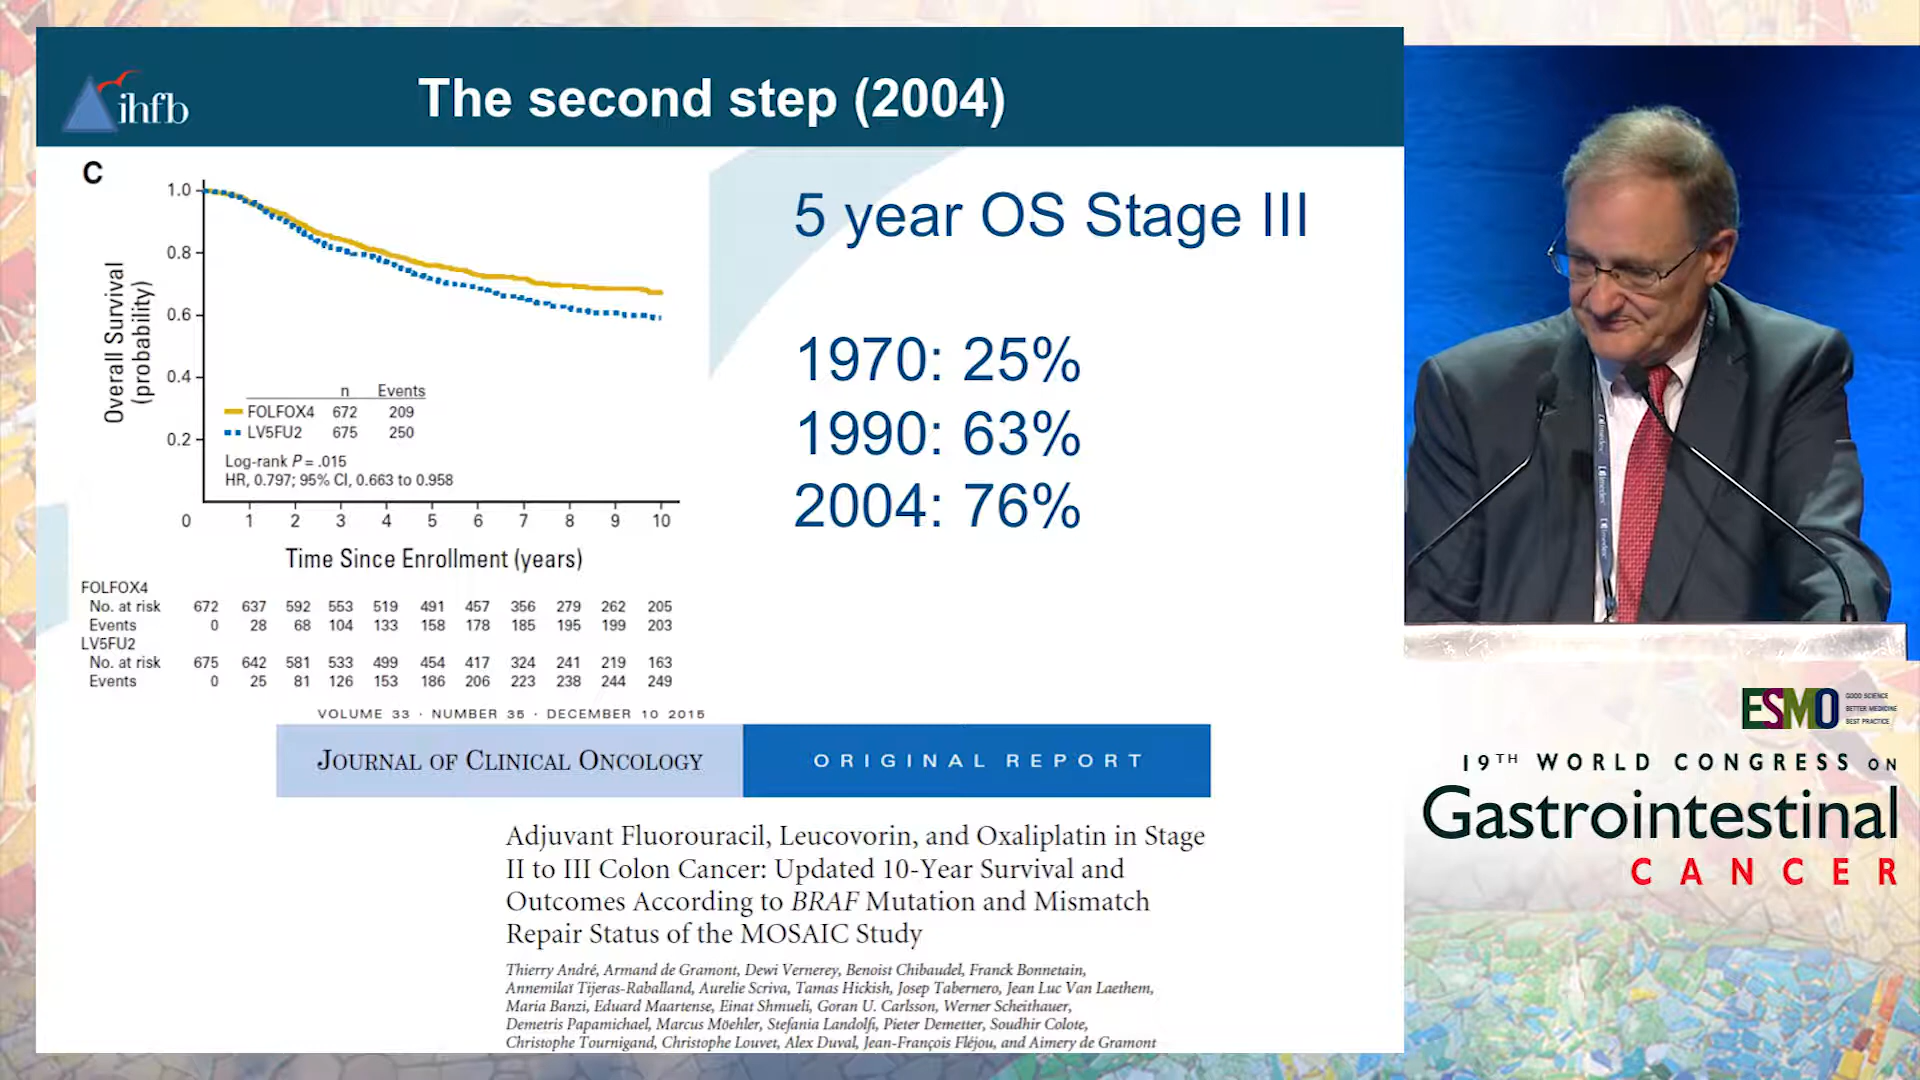 ihfb
The second step (2004)
C
1.0
0.8
0.6
0.4
0.2
Overall Survival
(probability)
n Events
FOLFOX4 672 209
LV5FU2 675 250
Log-rank P = .015
HR, 0.797; 95% CI, 0.663 to 0.958
0 1 2 3 4 5 6 7 8 9 10
Time Since Enrollment (years)
FOLFOX4
No. at risk 672 637 592 553 519 491 457 356 279 262 205
Events 0 28 68 104 133 158 178 185 195 199 203
LV5FU2
No. at risk 675 642 581 533 499 454 417 324 241 219 163
Events 0 25 81 126 153 186 206 223 238 244 249
5 year OS Stage III
1970: 25%
1990: 63%
2004: 76%
VOLUME 33 · NUMBER 35 · DECEMBER 10 2015
JOURNAL OF CLINICAL ONCOLOGY
ORIGINAL REPORT
Adjuvant Fluorouracil, Leucovorin, and Oxaliplatin in Stage
II to III Colon Cancer: Updated 10-Year Survival and
Outcomes According to BRAF Mutation and Mismatch
Repair Status of the MOSAIC Study
Thierry André, Armand de Gramont, Dewi Vernerey, Benoist Chibaudel, Franck Bonnetain,
Annemilaï Tijeras-Raballand, Aurelie Scriva, Tamas Hickish, Josep Tabernero, Jean Luc Van Laethem,
Maria Banzi, Eduard Maartense, Einat Shmueli, Goran U. Carlsson, Werner Scheithauer,
Demetris Papamichael, Marcus Möehler, Stefania Landolfi, Pieter Demetter, Soudhir Colote,
Christophe Tournigand, Christophe Louvet, Alex Duval, Jean-François Fléjou, and Aimery de Gramont
imedex
imedex
imedex
ESMO
GOOD SCIENCE
BETTER MEDICINE
BEST PRACTICE
19TH WORLD CONGRESS ON
Gastrointestinal
CANCER